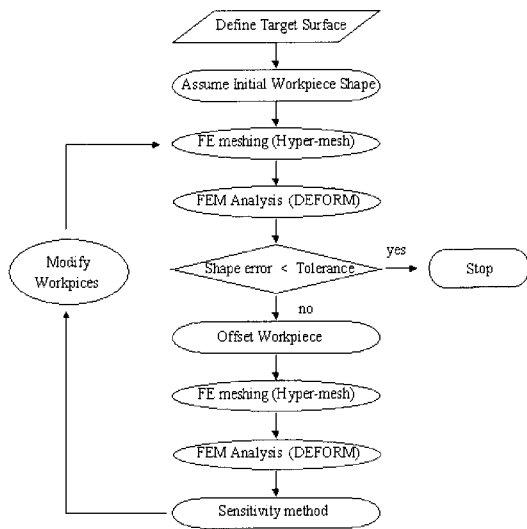 Define Target Surface
Assume Initial Workpiece Shape
FE meshing (Hyper-mesh)
FEM Analysis (DEFORM)
Shape error < Tolerance
yes
Stop
Modify
Workpices
no
Offset Workpiece
FE meshing (Hyper-mesh)
FEM Analysis (DEFORM)
Sensitivity method